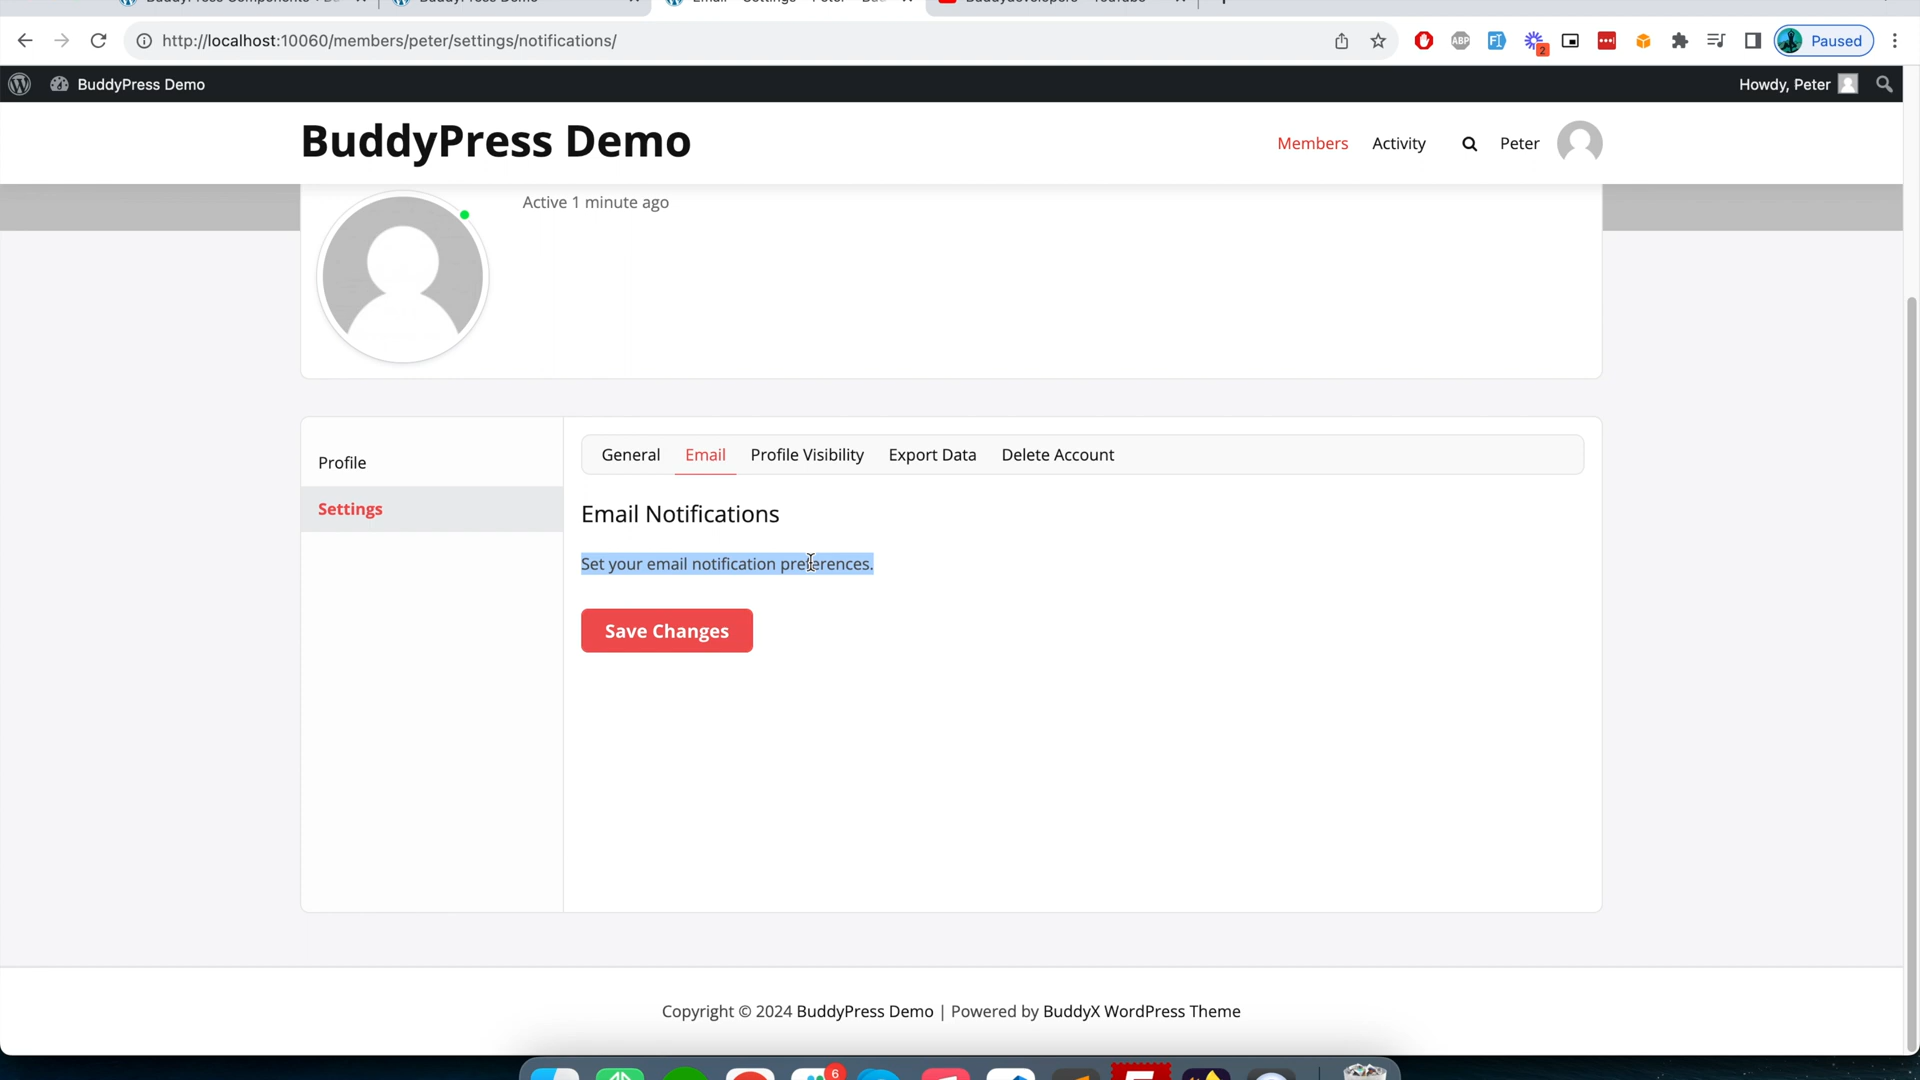 http://localhost:10060/members/peter/settings/notifications/
2
Paused
BuddyPress Demo
Howdy, Peter
BuddyPress Demo
Members
Activity
Peter
Active 1 minute ago
Profile
Settings
General
Email
Profile Visibility
Export Data
Delete Account
Email Notifications
Set your email notification preferences.
Save Changes
Copyright © 2024 BuddyPress Demo | Powered by BuddyX WordPress Theme
6